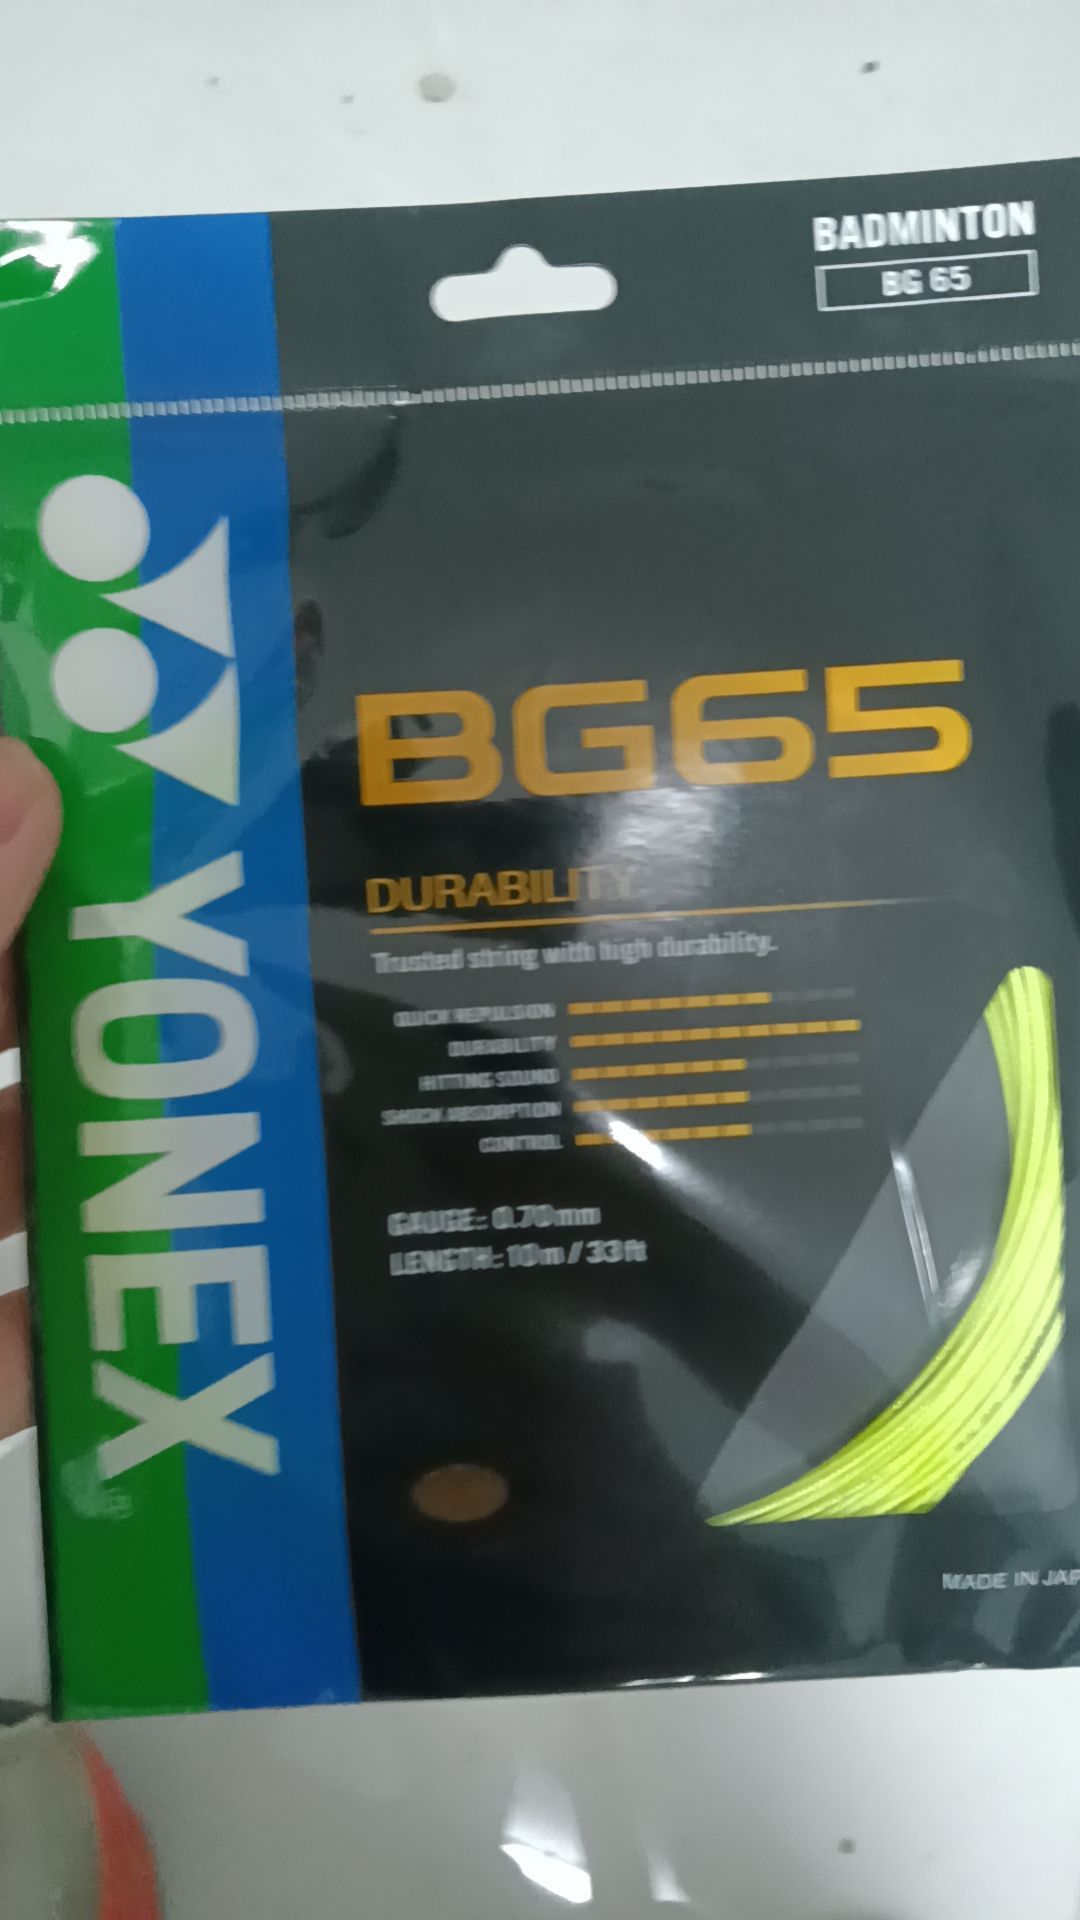 BADMINTON
BG 65
YONEX
BG65
DURABILITY
Trusted string with high durability.
QUICK REPULSION
DURABILITY
HITTING SOUND
SHOCK ABSORPTION
CONTROL
GAUGE: 0.70mm
LENGTH: 10m / 33ft
MADE IN JAP